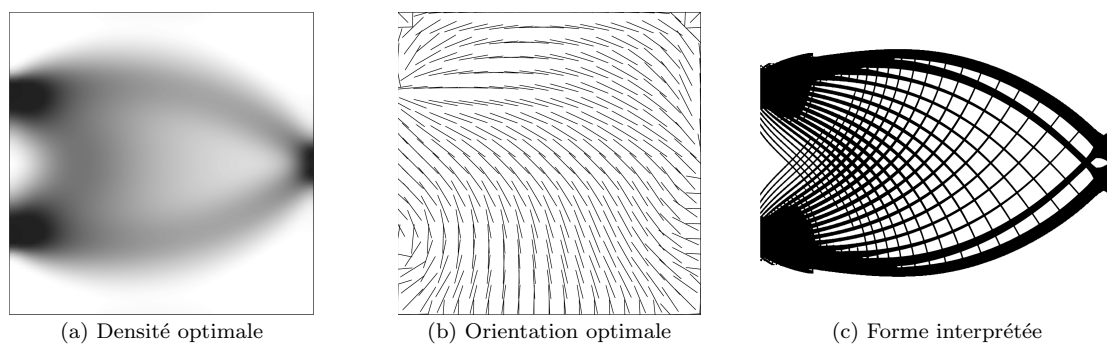 (a) Densité optimale
(b) Orientation optimale
(c) Forme interprétée